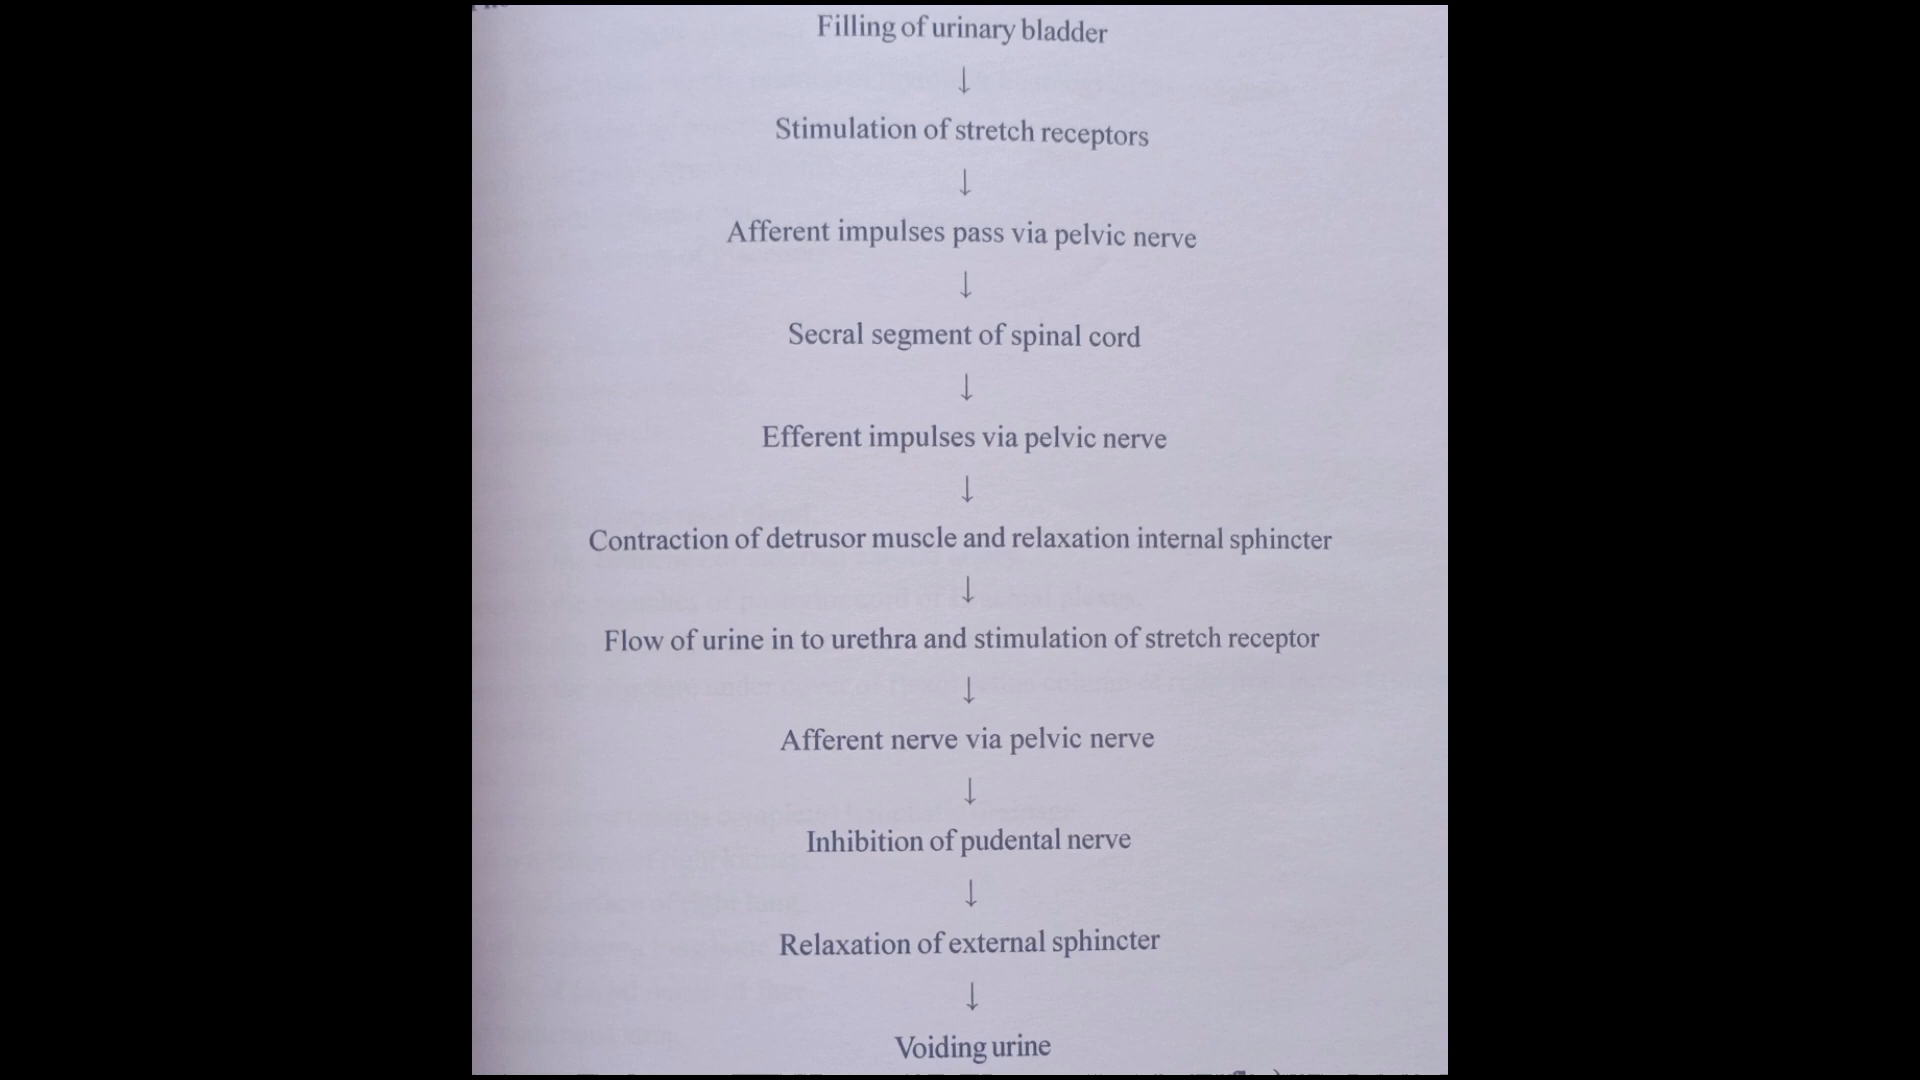 Filling of urinary bladder
↓
Stimulation of stretch receptors
↓
Afferent impulses pass via pelvic nerve
↓
Secral segment of spinal cord
↓
Efferent impulses via pelvic nerve
↓
Contraction of detrusor muscle and relaxation internal sphincter
↓
Flow of urine in to urethra and stimulation of stretch receptor
↓
Afferent nerve via pelvic nerve
↓
Inhibition of pudental nerve
↓
Relaxation of external sphincter
↓
Voiding urine